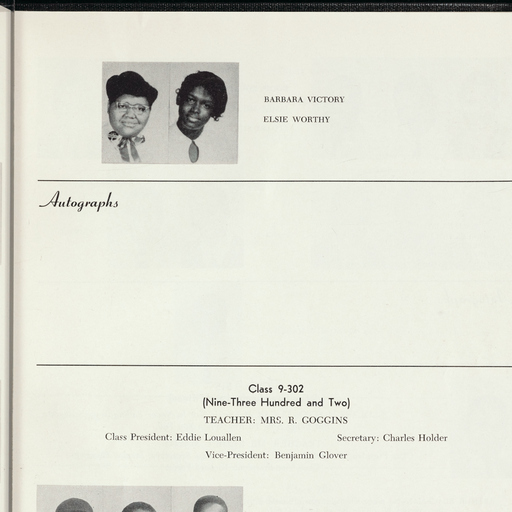 BARBARA VICTORY
ELSIE WORTHY
Autographs
Class 9-302
(Nine-Three Hundred and Two)
TEACHER: MRS. R. GOGGINS
Class President: Eddie Louallen
Secretary: Charles Holder
Vice-President: Benjamin Glover